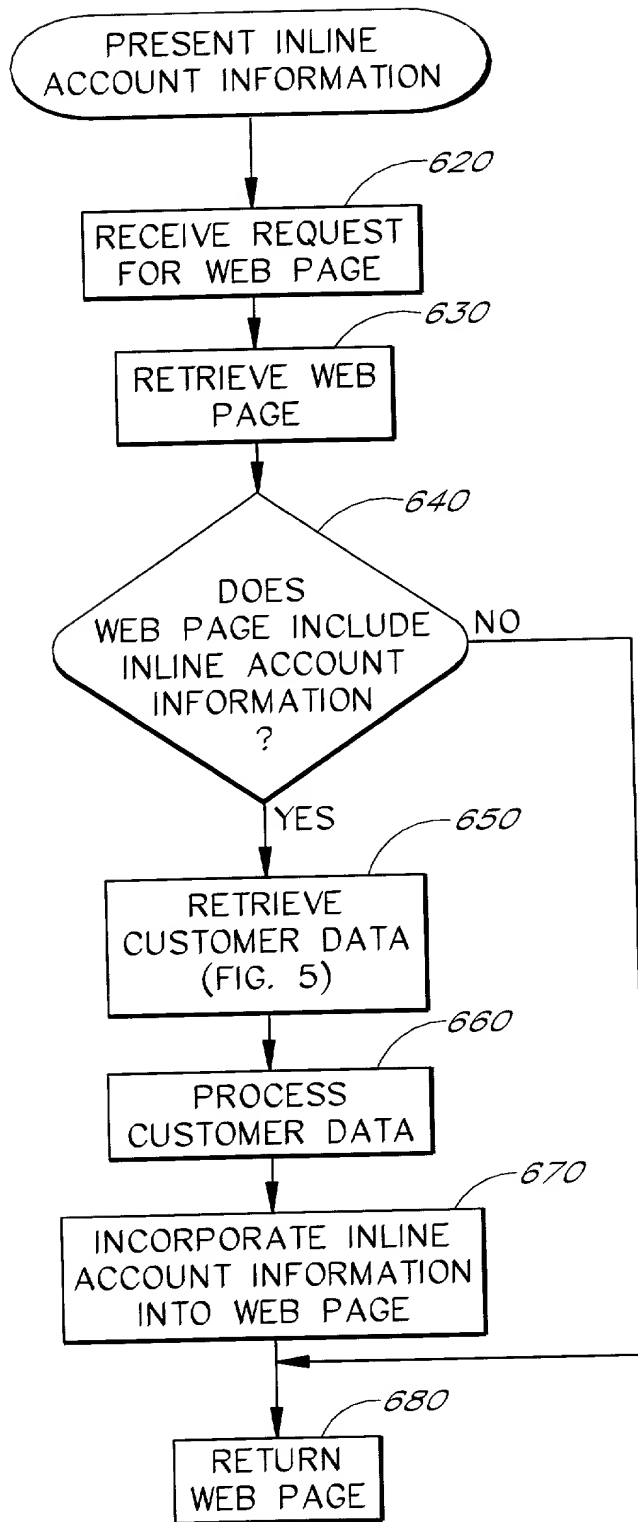 PRESENT INLINE
ACCOUNT INFORMATION
620
RECEIVE REQUEST
FOR WEB PAGE
630
RETRIEVE WEB
PAGE
640
DOES
WEB PAGE INCLUDE
INLINE ACCOUNT
INFORMATION
?
NO
YES
650
RETRIEVE
CUSTOMER DATA
(FIG. 5)
660
PROCESS
CUSTOMER DATA
670
INCORPORATE INLINE
ACCOUNT INFORMATION
INTO WEB PAGE
680
RETURN
WEB PAGE